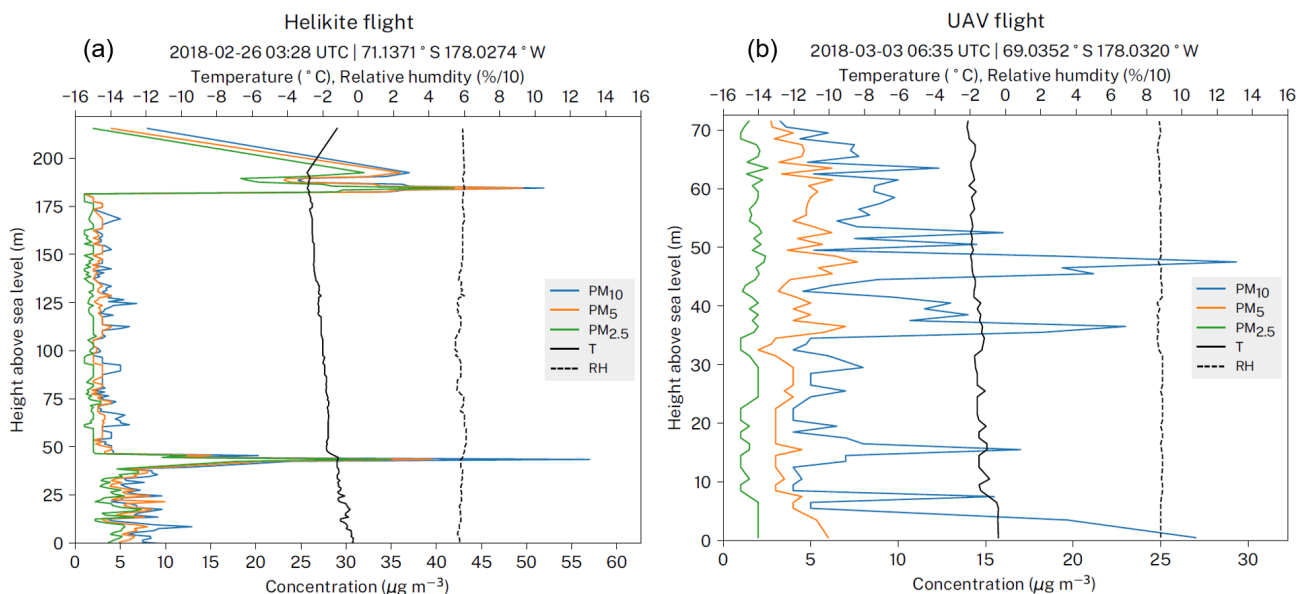 Helikite flight
(a)
2018-02-26 03:28 UTC | 71.1371°S 178.0274°W
Temperature (°C), Relative humidity (%/10)
−16 −14 −12 −10 −8 −6 −4 −2 0 2 4 6 8 10 12 14 16
Height above sea level (m)
200
175
150
125
100
75
50
25
0
PM10
PM5
PM2.5
T
RH
0 5 10 15 20 25 30 35 40 45 50 55 60
Concentration (μg m−3)
UAV flight
(b)
2018-03-03 06:35 UTC | 69.0352°S 178.0320°W
Temperature (°C), Relative humidity (%/10)
−16 −14 −12 −10 −8 −6 −4 −2 0 2 4 6 8 10 12 14 16
Height above sea level (m)
70
60
50
40
30
20
10
0
PM10
PM5
PM2.5
T
RH
0 5 10 15 20 25 30
Concentration (μg m−3)